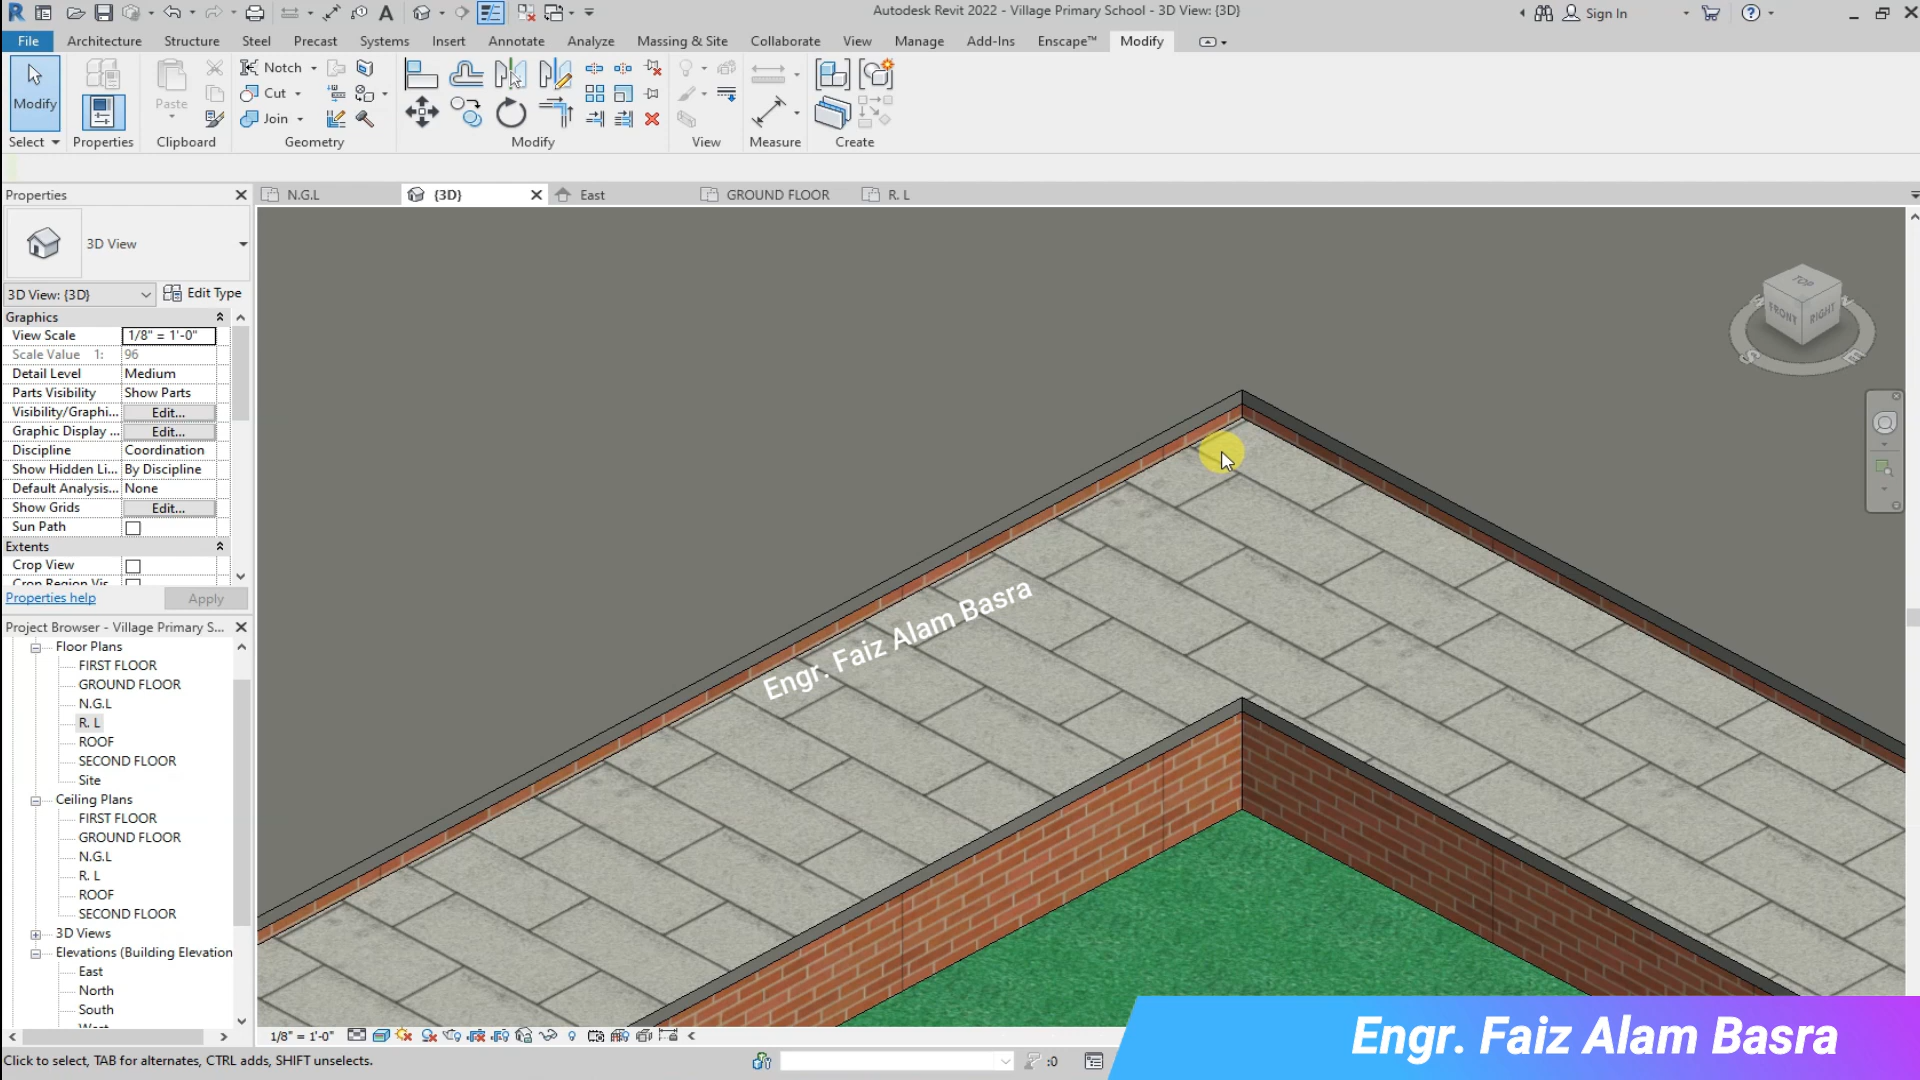 Autodesk Revit 2022 - Village Primary School - 3D View: {3D}
Sign In
File Architecture Structure Steel Precast Systems Insert Annotate Analyze Massing & Site Collaborate View Manage Add-Ins Enscape™ Modify
Modify
Paste
Notch
Cut
Join
Select Properties Clipboard Geometry Modify View Measure Create
Properties
N.G.L {3D} East GROUND FLOOR R. L
3D View
3D View: {3D} Edit Type
Graphics
View Scale 1/8" = 1'-0"
Scale Value 1: 96
Detail Level Medium
Parts Visibility Show Parts
Visibility/Graphi... Edit...
Graphic Display ... Edit...
Discipline Coordination
Show Hidden Li... By Discipline
Default Analysis... None
Show Grids Edit...
Sun Path
Extents
Crop View
Crop Region Vis
Properties help Apply
Project Browser - Village Primary S...
Floor Plans
FIRST FLOOR
GROUND FLOOR
N.G.L
R. L
ROOF
SECOND FLOOR
Site
Ceiling Plans
FIRST FLOOR
GROUND FLOOR
N.G.L
R. L
ROOF
SECOND FLOOR
3D Views
Elevations (Building Elevation
East
North
South
West
TOP
FRONT
RIGHT
S
E
Engr. Faiz Alam Basra
1/8" = 1'-0"
Click to select, TAB for alternates, CTRL adds, SHIFT unselects.
:0
Engr. Faiz Alam Basra